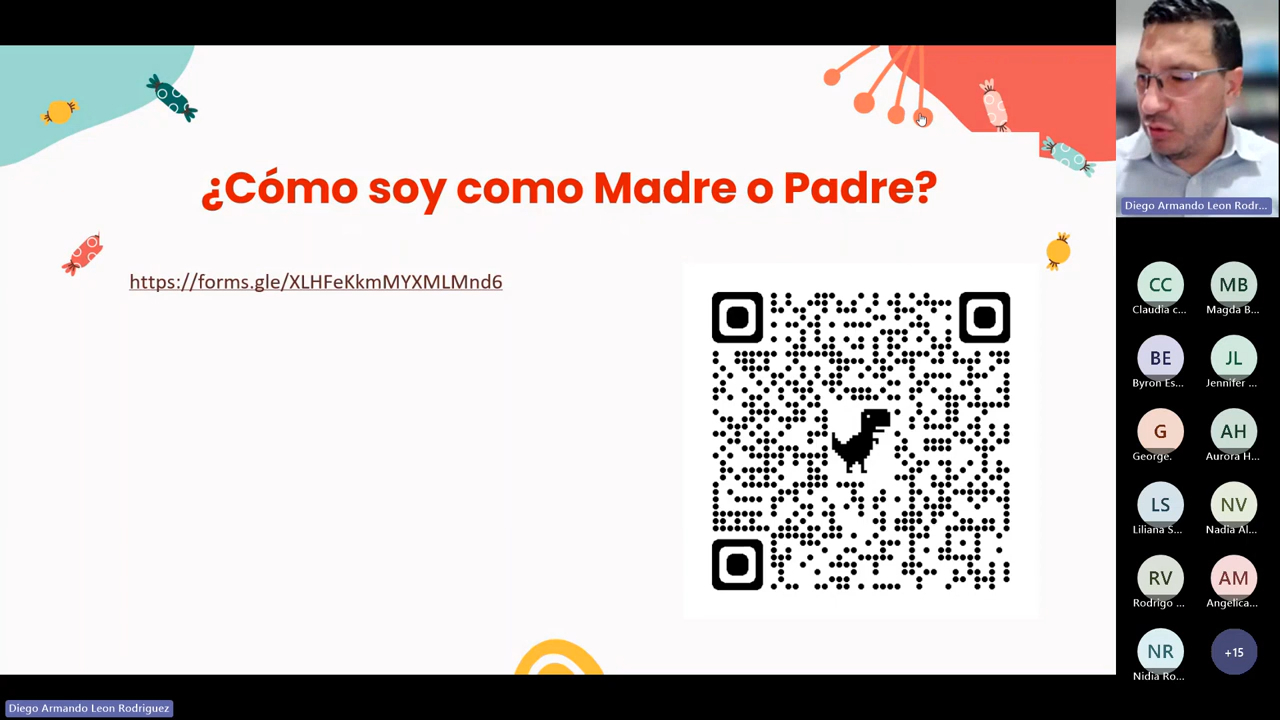 ¿Cómo soy como Madre o Padre?
https://forms.gle/XLHFeKkmMYXMLMnd6
Diego Armando Leon Rodr...
CC
MB
Claudia c...
Magda B...
BE
JL
Byron Es...
Jennifer ...
G
AH
George.
Aurora H...
LS
NV
Liliana S...
Nadia Al...
RV
AM
Rodrigo ...
Angelica...
NR
+15
Nidia Ro...
Diego Armando Leon Rodriguez